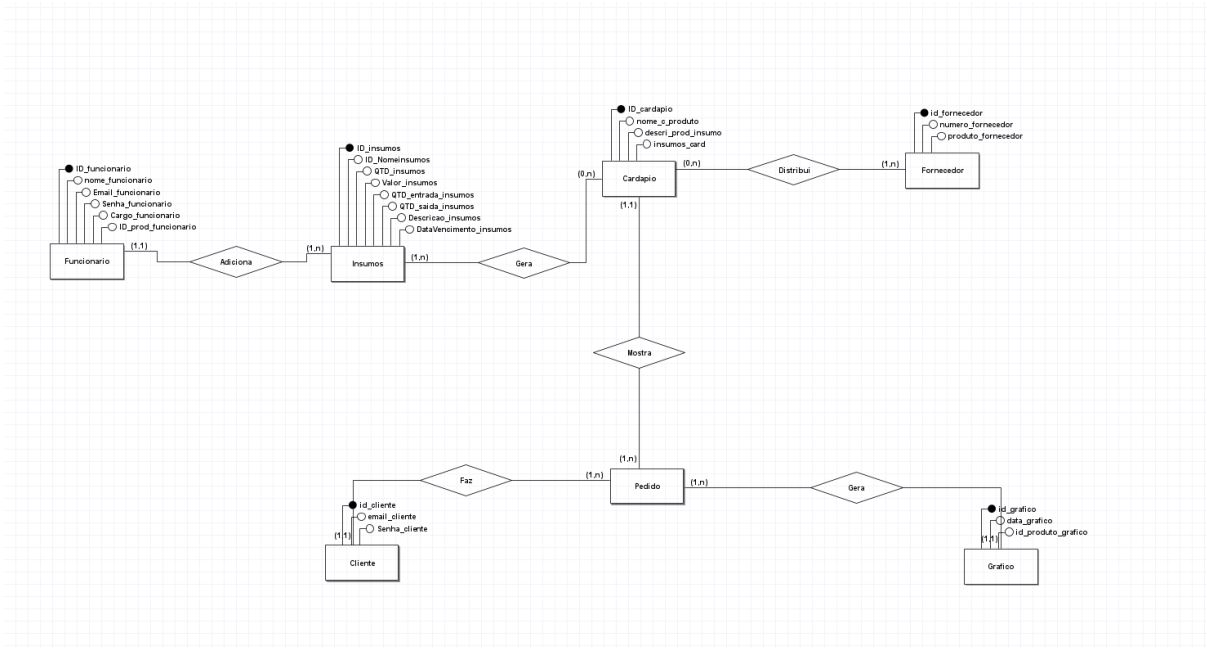 ID_cardapio
nome_c_produto
descri_prod_insumo
insumos_card
(0,n)
(0,n)
Cardapio
(1.1)
Distribui
id_fornecedor
numero_fornecedor
produto_fornecedor
(1,n)
Fornecedor
ID_insumos
ID_Nomeinsumos
QTD_insumos
Valor_insumos
QTD_entrada_insumos
QTD_saida_insumos
Descricao_insumos
DataVencimento_insumos
(1,n)
Insumos
(1,n)
Gera
ID_funcionario
nome_funcionario
Email_funcionario
Senha_funcionario
Cargo_funcionario
ID_prod_funcionario
(1.1)
Funcionario
Adiciona
Mostra
(1,n)
(1,n)
Pedido
(1,n)
Faz
Gera
id_cliente
email_cliente
Senha_cliente
(1.1)
Cliente
id_grafico
data_grafico
id_produto_grafico
(1.1)
Grafico